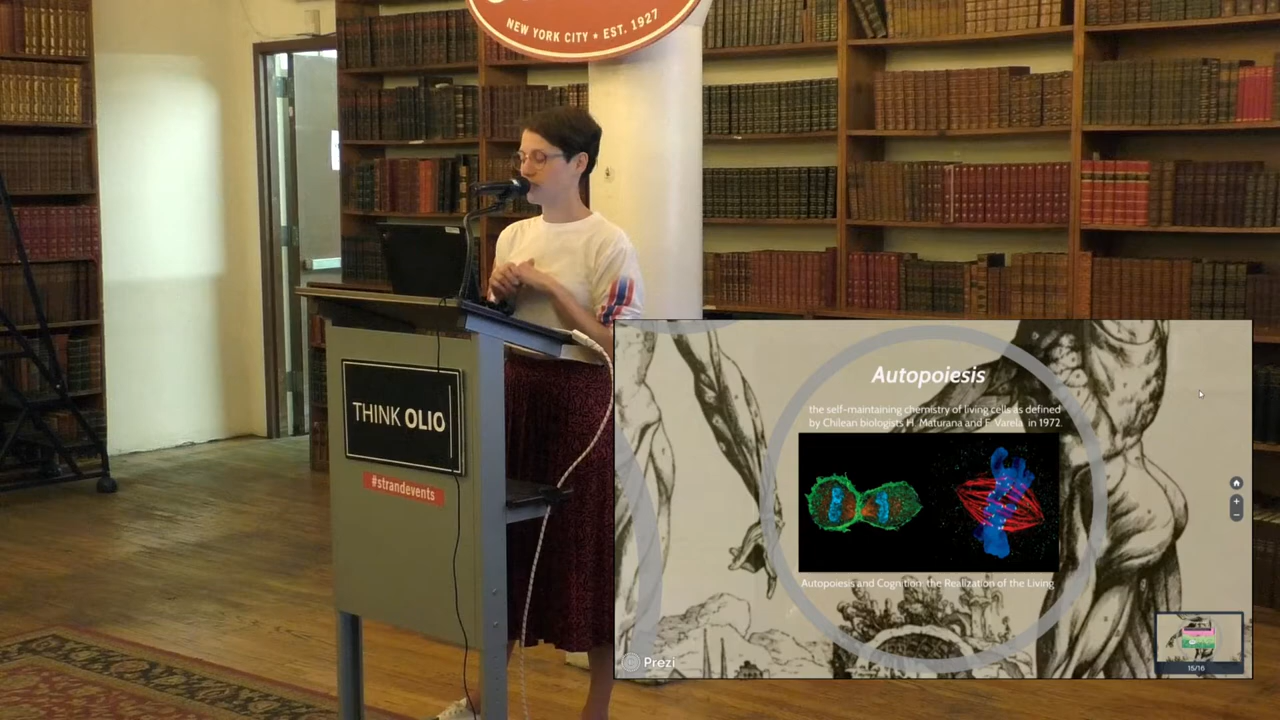 NEW YORK CITY ★ EST. 1927
THINK OLIO
#strandevents
Autopoiesis
the self-maintaining chemistry of living cells as defined
by Chilean biologists H. Maturana and F. Varela in 1972.
Autopoiesis and Cognition: the Realization of the Living
Prezi
15/16